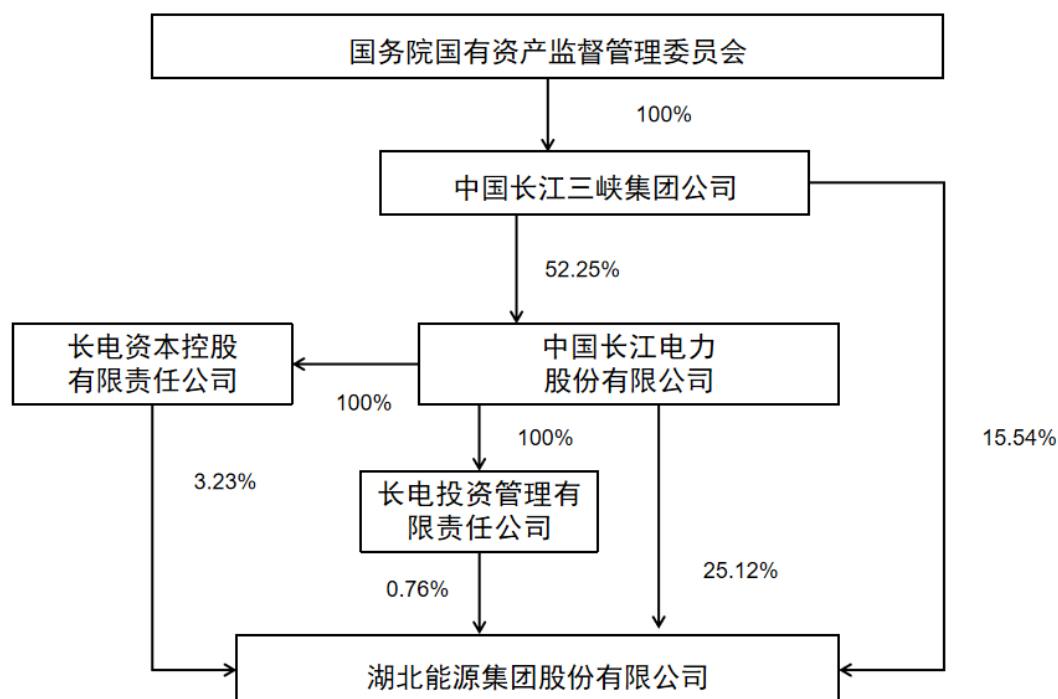 国务院国有资产监督管理委员会
100%
中国长江三峡集团公司
52.25%
长电资本控股
有限责任公司
中国长江电力
股份有限公司
100%
100%
15.54%
3.23%
长电投资管理有
限责任公司
0.76%
25.12%
湖北能源集团股份有限公司